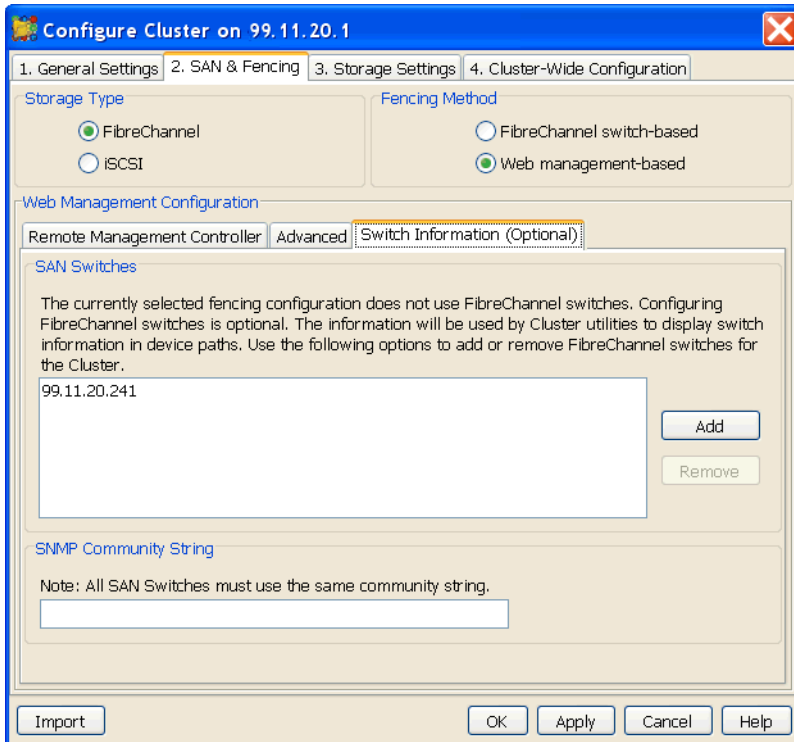 Configure Cluster on 99.11.20.1
1. General Settings 2. SAN & Fencing 3. Storage Settings 4. Cluster-Wide Configuration
Storage Type
FibreChannel
iSCSI
Fencing Method
FibreChannel switch-based
Web management-based
Web Management Configuration
Remote Management Controller Advanced Switch Information (Optional)
SAN Switches
The currently selected fencing configuration does not use FibreChannel switches. Configuring
FibreChannel switches is optional. The information will be used by Cluster utilities to display switch
information in device paths. Use the following options to add or remove FibreChannel switches for
the Cluster.
99.11.20.241
Add
Remove
SNMP Community String
Note: All SAN Switches must use the same community string.
Import OK Apply Cancel Help